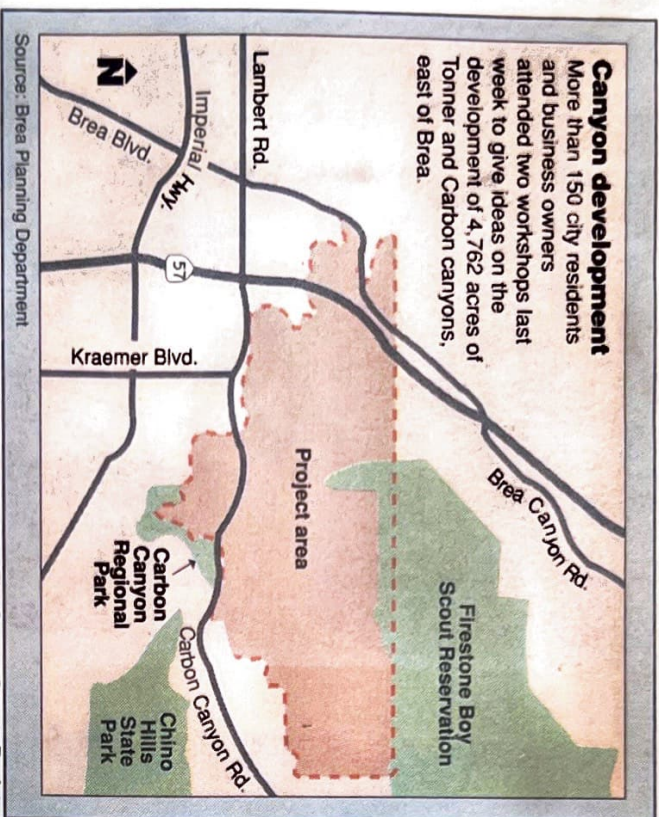 Canyon development
More than 150 city residents
and business owners
attended two workshops last
week to give ideas on the
development of 4,762 acres of
Tonner and Carbon canyons,
east of Brea.
Lambert Rd.
Imperial Hwy.
Brea Blvd.
N
57
Kraemer Blvd.
Brea Canyon Rd.
Firestone Boy
Scout Reservation
Project area
Carbon
Canyon
Regional
Park
Carbon Canyon Rd.
Chino
Hills
State
Park
Source: Brea Planning Department